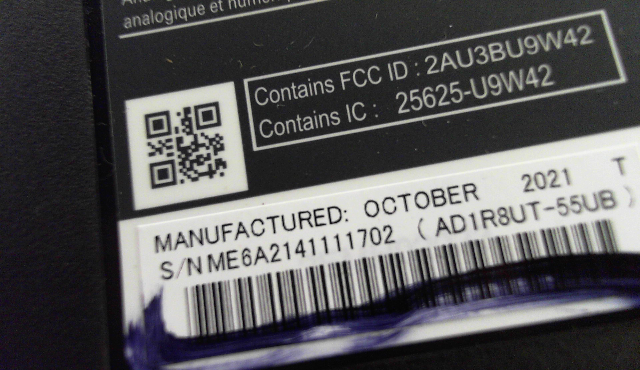 analogique et numér
Contains FCC ID : 2AU3BU9W42
Contains IC : 25625-U9W42
MANUFACTURED: OCTOBER 2021 T
S/N ME6A2141111702 ( AD1R8UT-55UB )